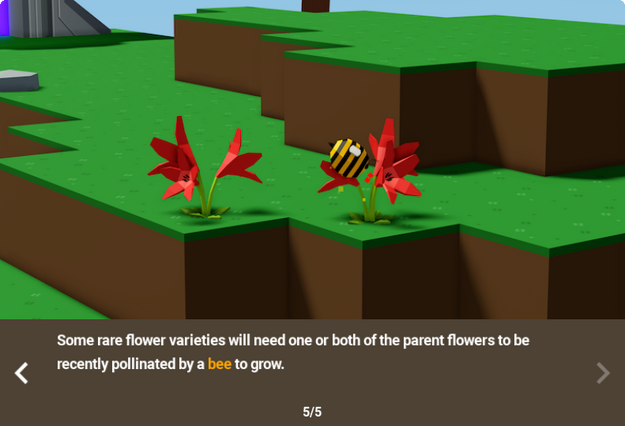 Some rare flower varieties will need one or both of the parent flowers to be
recently pollinated by a bee to grow.
5/5